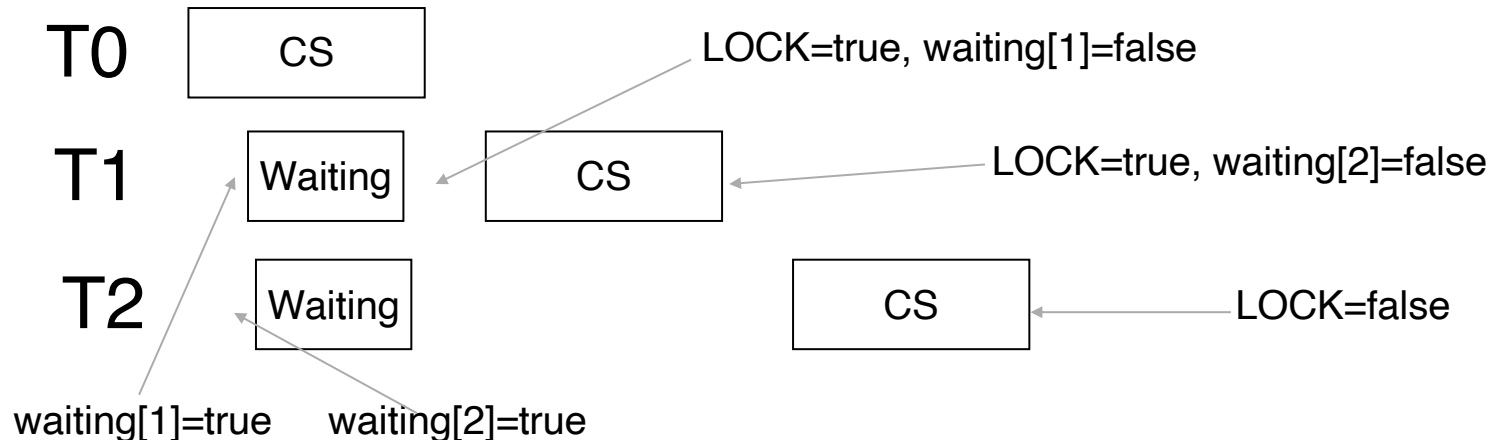 T0 CS LOCK=true, waiting[1]=false
T1 Waiting CS LOCK=true, waiting[2]=false
T2 Waiting CS LOCK=false
waiting[1]=true waiting[2]=true